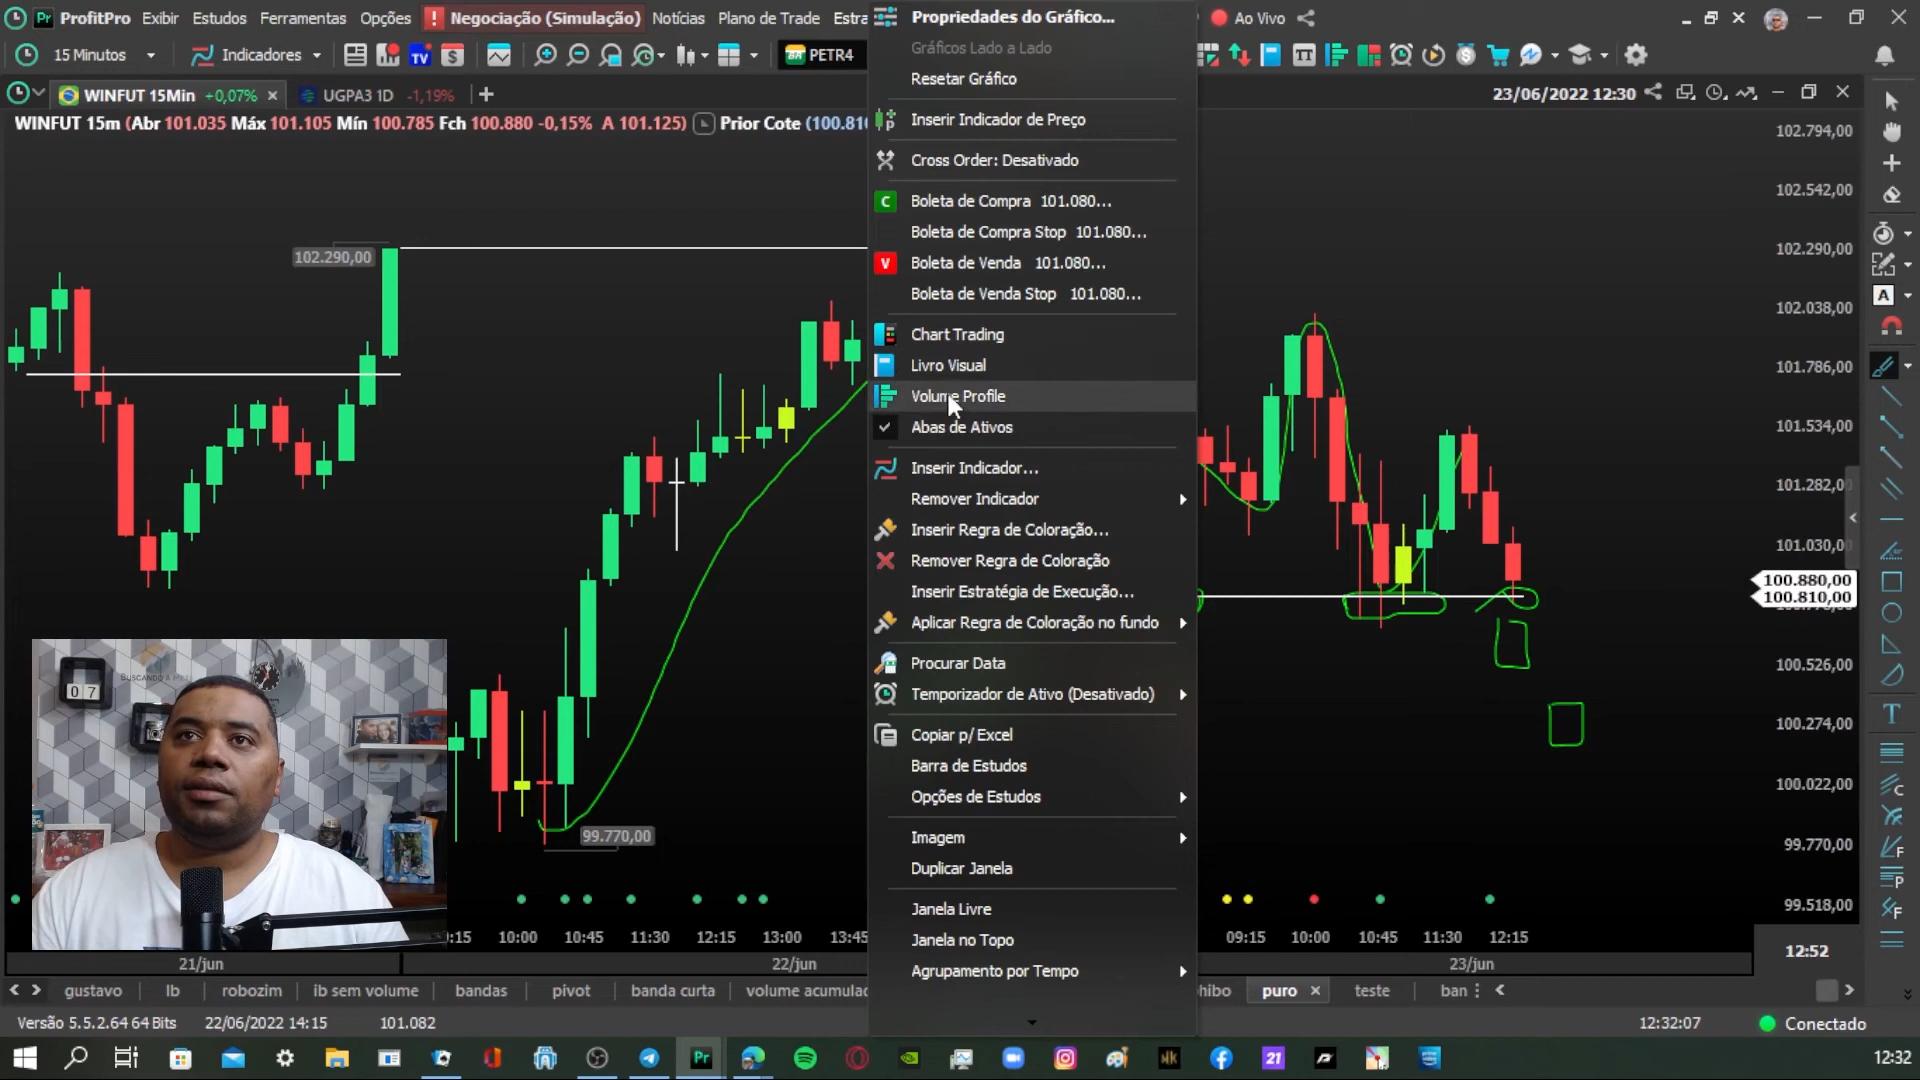 ProfitPro Exibir Estudos Ferramentas Opções ! Negociação (Simulação) Notícias Plano de Trade Estra Ao Vivo
15 Minutos Indicadores TV PETR4
WINFUT 15Min +0,07% UGPA3 1D -1,19%
23/06/2022 12:30
WINFUT 15m (Abr 101.035 Máx 101.105 Mín 100.785 Fch 100.880 -0,15% A 101.125) Prior Cote (100.810
Propriedades do Gráfico...
Gráficos Lado a Lado
Resetar Gráfico
Inserir Indicador de Preço
Cross Order: Desativado
C Boleta de Compra 101.080...
Boleta de Compra Stop 101.080...
V Boleta de Venda 101.080...
Boleta de Venda Stop 101.080...
Chart Trading
Livro Visual
Volume Profile
Abas de Ativos
Inserir Indicador...
Remover Indicador
Inserir Regra de Coloração...
Remover Regra de Coloração
Inserir Estratégia de Execução...
Aplicar Regra de Coloração no fundo
Procurar Data
Temporizador de Ativo (Desativado)
Copiar p/ Excel
Barra de Estudos
Opções de Estudos
Imagem
Duplicar Janela
Janela Livre
Janela no Topo
Agrupamento por Tempo
102.290,00
99.770,00
102.794,00
102.542,00
102.290,00
102.038,00
101.786,00
101.534,00
101.282,00
101.030,00
100.880,00
100.810,00
100.526,00
100.274,00
100.022,00
99.770,00
99.518,00
07
:15 10:00 10:45 11:30 12:15 13:00 13:45 09:15 10:00 10:45 11:30 12:15
12:52
21/jun 22/jun 23/jun
gustavo lb robozim ib sem volume bandas pivot banda curta volume acumulad hibo puro teste ban
Versão 5.5.2.64 64 Bits 22/06/2022 14:15 101.082 12:32:07 Conectado
12:32